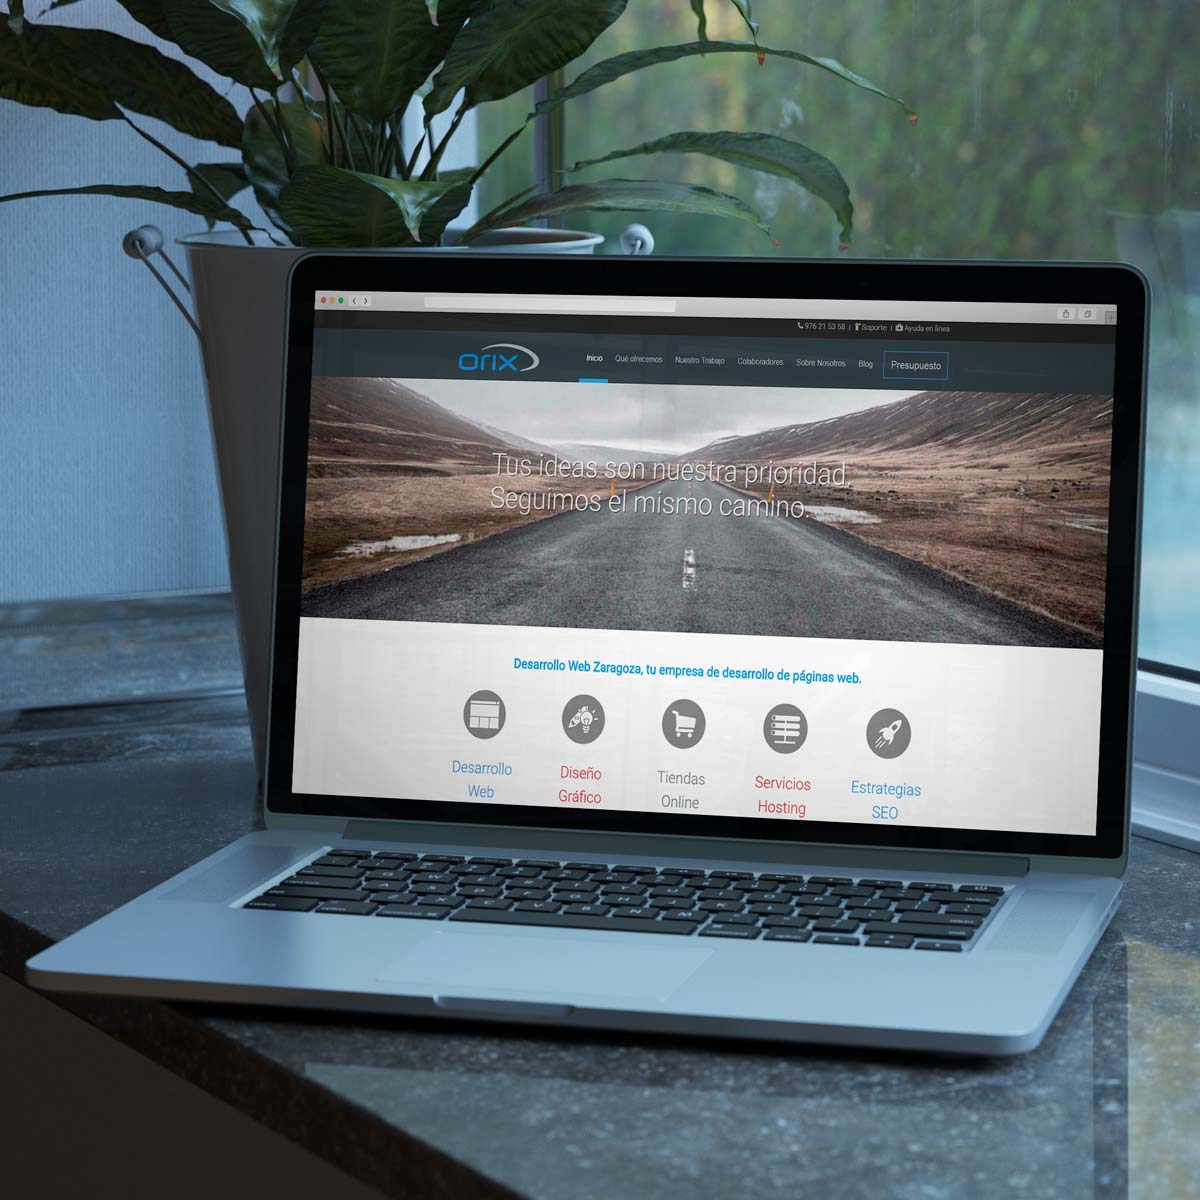 976 21 53 58 | Soporte | Ayuda en línea
orix
Inicio Qué ofrecemos Nuestro Trabajo Colaboradores Sobre Nosotros Blog Presupuesto
Tus ideas son nuestra prioridad.
Seguimos el mismo camino.
Desarrollo Web Zaragoza, tu empresa de desarrollo de páginas web.
Desarrollo
Web
Diseño
Gráfico
Tiendas
Online
Servicios
Hosting
Estrategias
SEO